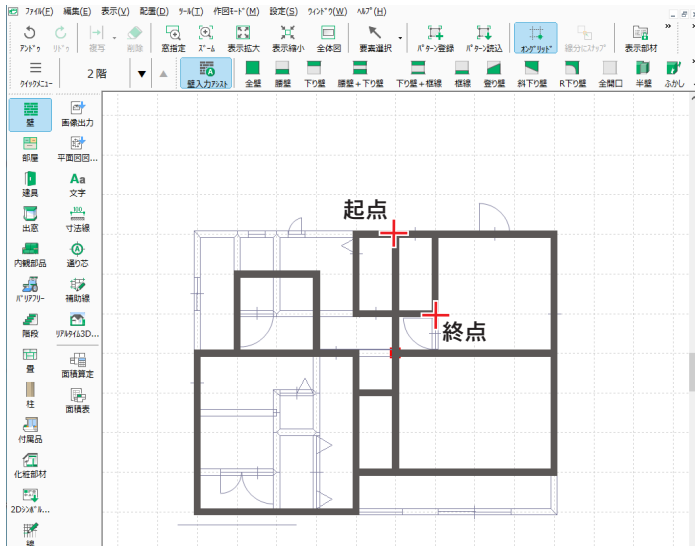 ファイル(F) 編集(E) 表示(V) 配置(D) ツール(T) 作図モード(M) 設定(S) ウィンドウ(W) ヘルプ(H)
アンドゥ リドゥ 複写 削除 窓指定 ズーム 表示拡大 表示縮小 全体図 要素選択 パターン登録 パターン読込 オングリッド 線分にスナップ 表示部材
クイックメニュー 2 階 壁入力アシスト 全壁 腰壁 下り壁 腰壁+下り壁 下り壁+框線 框線 登り壁 斜下り壁 R下り壁 全開口 半壁 ふかし
壁 画像出力
部屋 平面図図...
建具 文字
出窓 寸法線
内観部品 通り芯
バリアフリー 補助線
階段 リアルタイム3D...
畳 面積算定
柱 面積表
付属品
化粧部材
2Dシンボル...
線
起点
終点